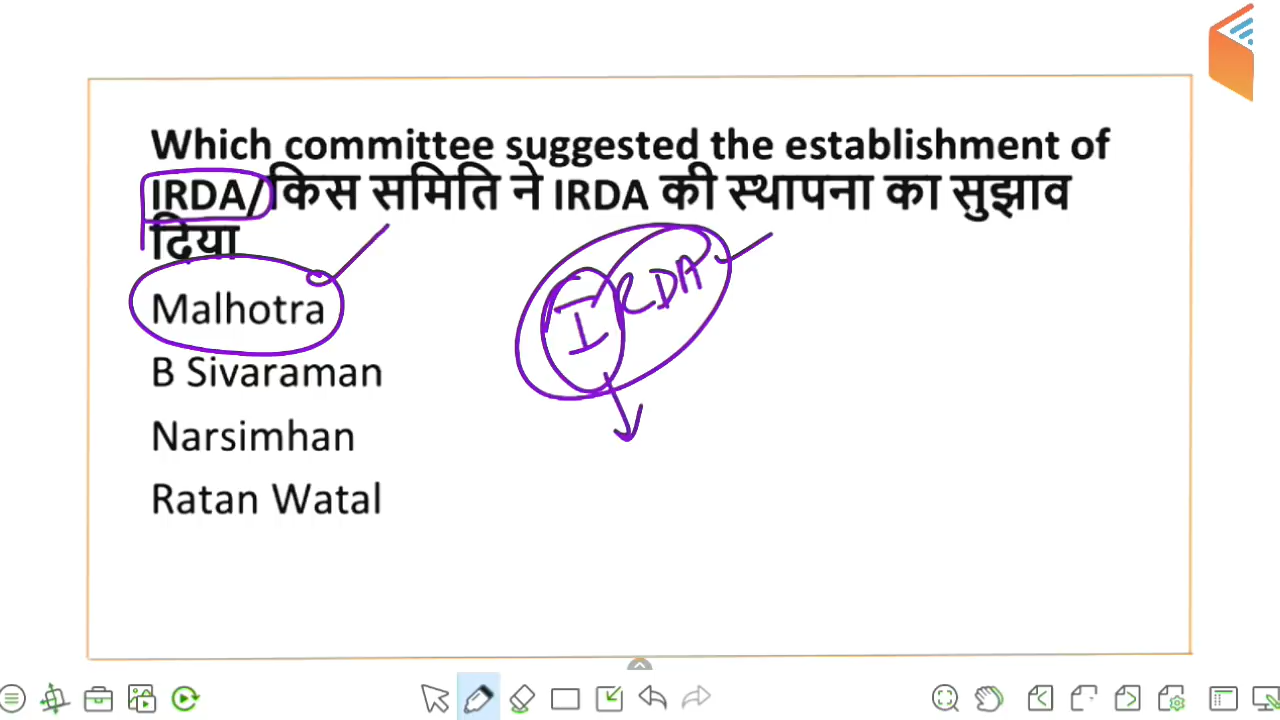 Which committee suggested the establishment of
IRDA/किस समिति ने IRDA की स्थापना का सुझाव
दिया
Malhotra
IRDA
B Sivaraman
Narsimhan
Ratan Watal